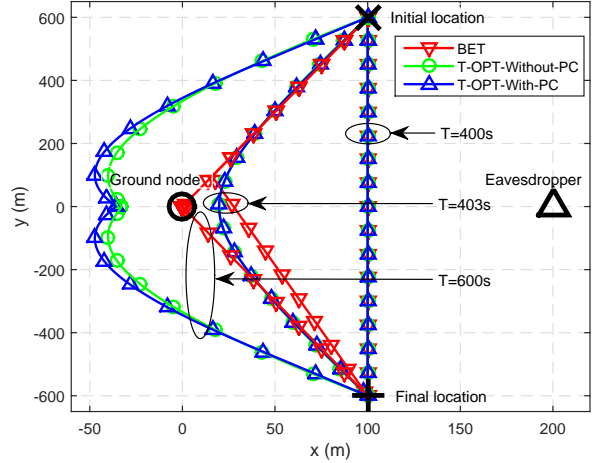 600
400
200
0
-200
-400
-600
y (m)
-50
0
50
100
150
200
x (m)
Initial location
BET
T-OPT-Without-PC
T-OPT-With-PC
T=400s
Ground node
Eavesdropper
T=403s
T=600s
Final location